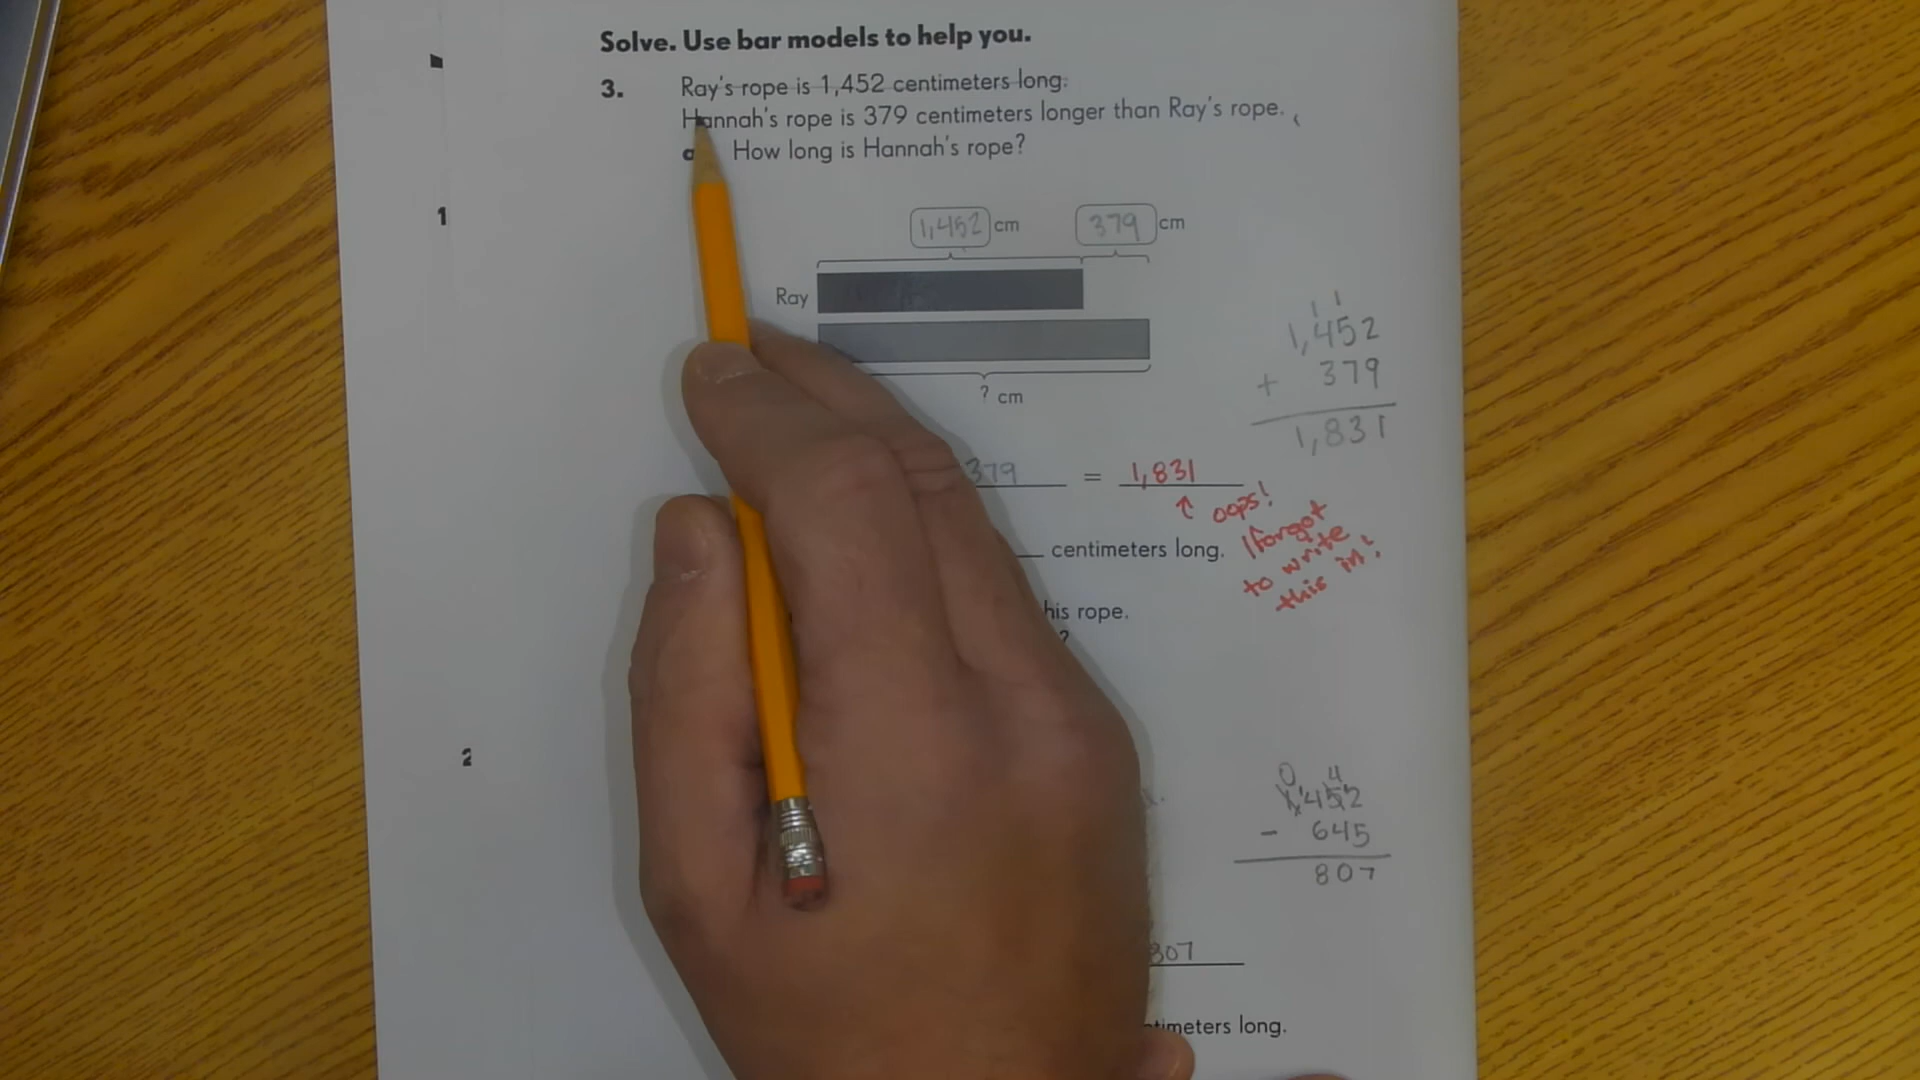 Solve. Use bar models to help you.
3. Ray's rope is 1,452 centimeters long.
Hannah's rope is 379 centimeters longer than Ray's rope.
a How long is Hannah's rope?
1
1,452 cm 379 cm
Ray
? cm
1 1
1,452
+ 379
1,831
379 = 1,831
↑ oops!
I forgot
to write
this in!
centimeters long.
his rope.
?
2
0 4
1452
- 645
807
807
long.